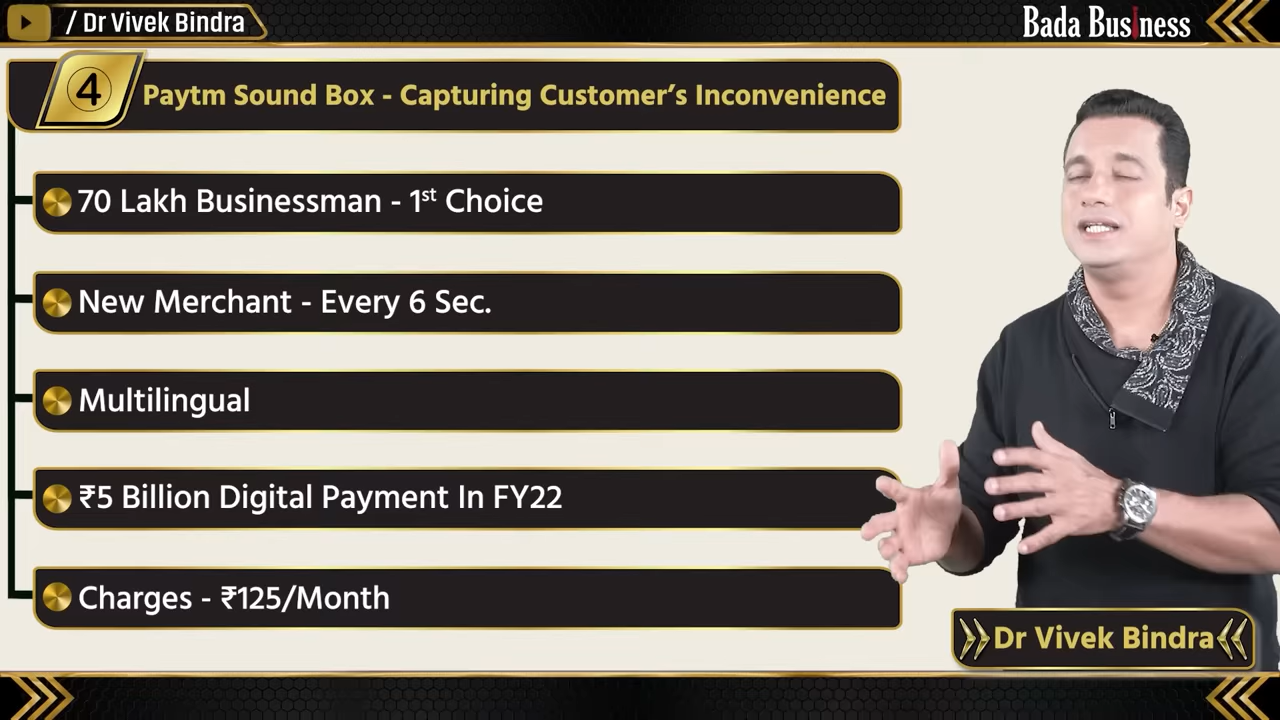 / Dr Vivek Bindra
Bada Business
4 Paytm Sound Box - Capturing Customer's Inconvenience
70 Lakh Businessman - 1st Choice
New Merchant - Every 6 Sec.
Multilingual
₹5 Billion Digital Payment In FY22
Charges - ₹125/Month
Dr Vivek Bindra